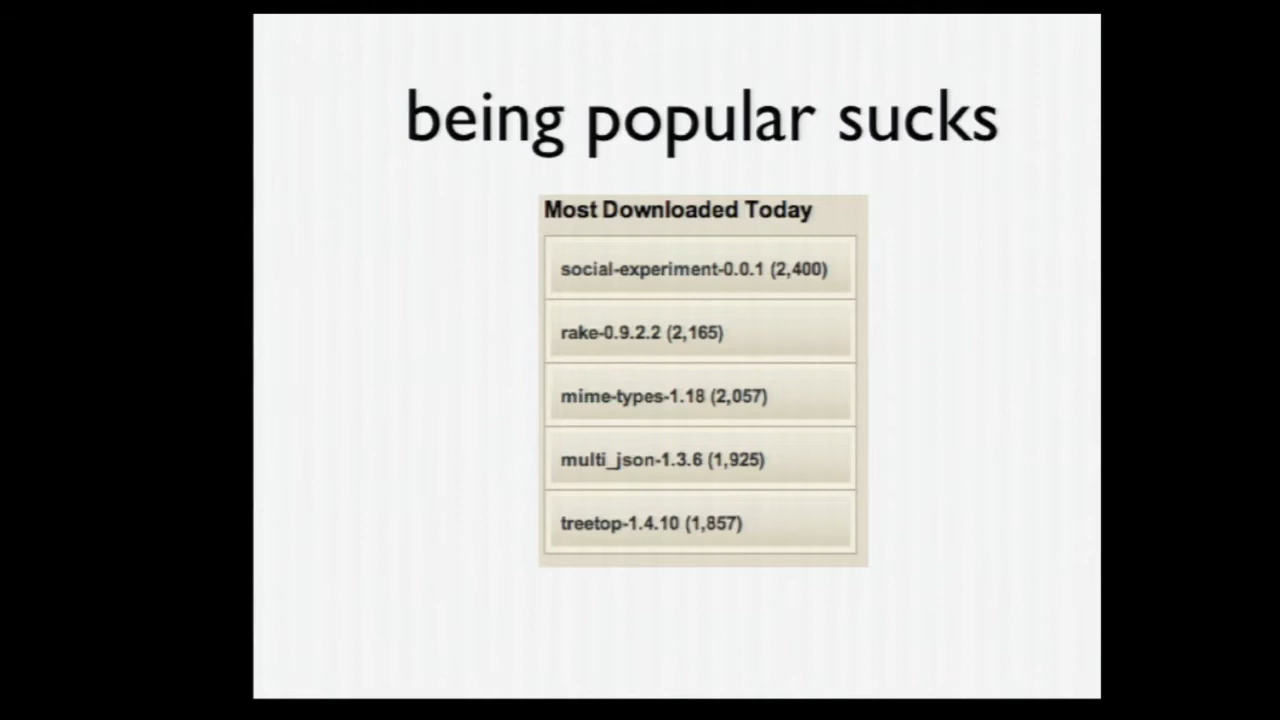 being popular sucks
Most Downloaded Today
social-experiment-0.0.1 (2,400)
rake-0.9.2.2 (2,165)
mime-types-1.18 (2,057)
multi_json-1.3.6 (1,925)
treetop-1.4.10 (1,857)